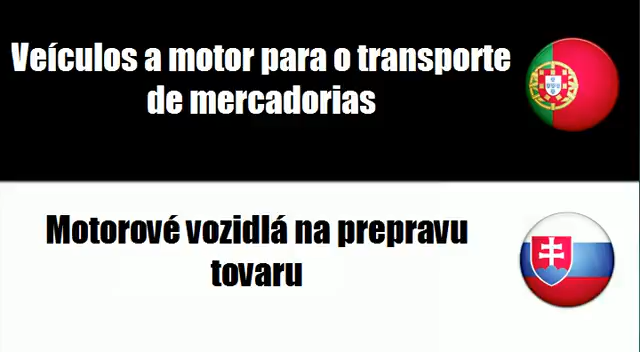 Veículos a motor para o transporte
de mercadorias
Motorové vozidlá na prepravu
tovaru